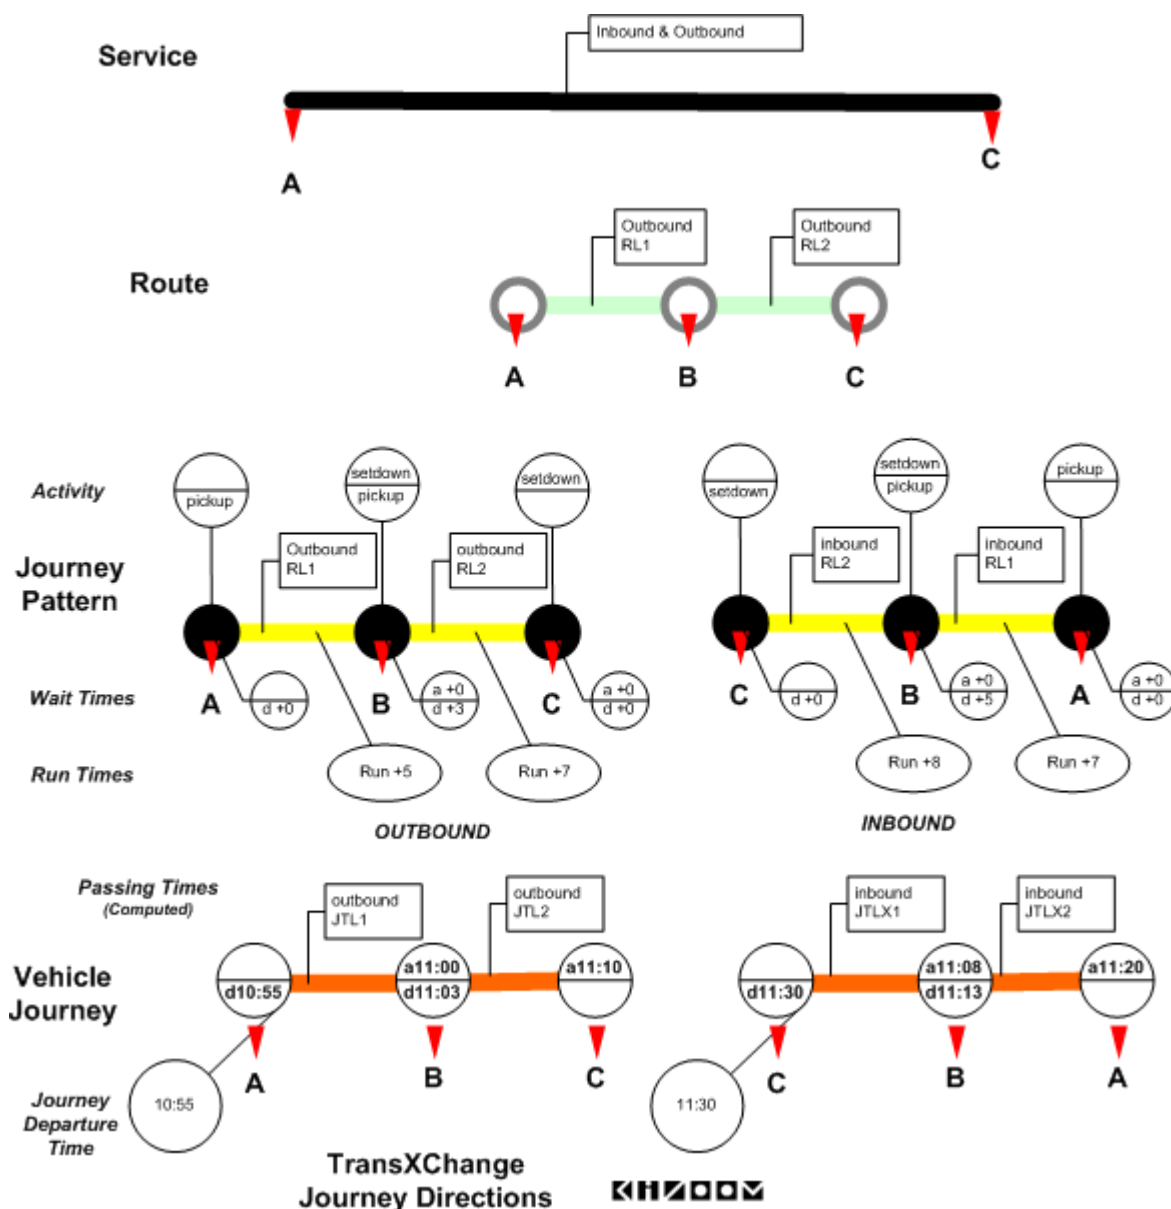 Service
Inbound & Outbound
A
C
Route
Outbound
RL1
Outbound
RL2
A
B
C
Activity
pickup
setdown
pickup
setdown
setdown
setdown
pickup
pickup
Journey
Pattern
Outbound
RL1
outbound
RL2
inbound
RL2
inbound
RL1
Wait Times
A
d +0
B
a +0
d +3
C
a +0
d +0
C
d +0
B
a +0
d +5
A
a +0
d +0
Run Times
Run +5
Run +7
Run +8
Run +7
OUTBOUND
INBOUND
Passing Times
(Computed)
outbound
JTL1
outbound
JTL2
inbound
JTLX1
inbound
JTLX2
Vehicle
Journey
d10:55
a11:00
d11:03
a11:10
d11:30
a11:08
d11:13
a11:20
A
B
C
C
B
A
Journey
Departure
Time
10:55
11:30
TransXChange
Journey Directions
KIZOOM